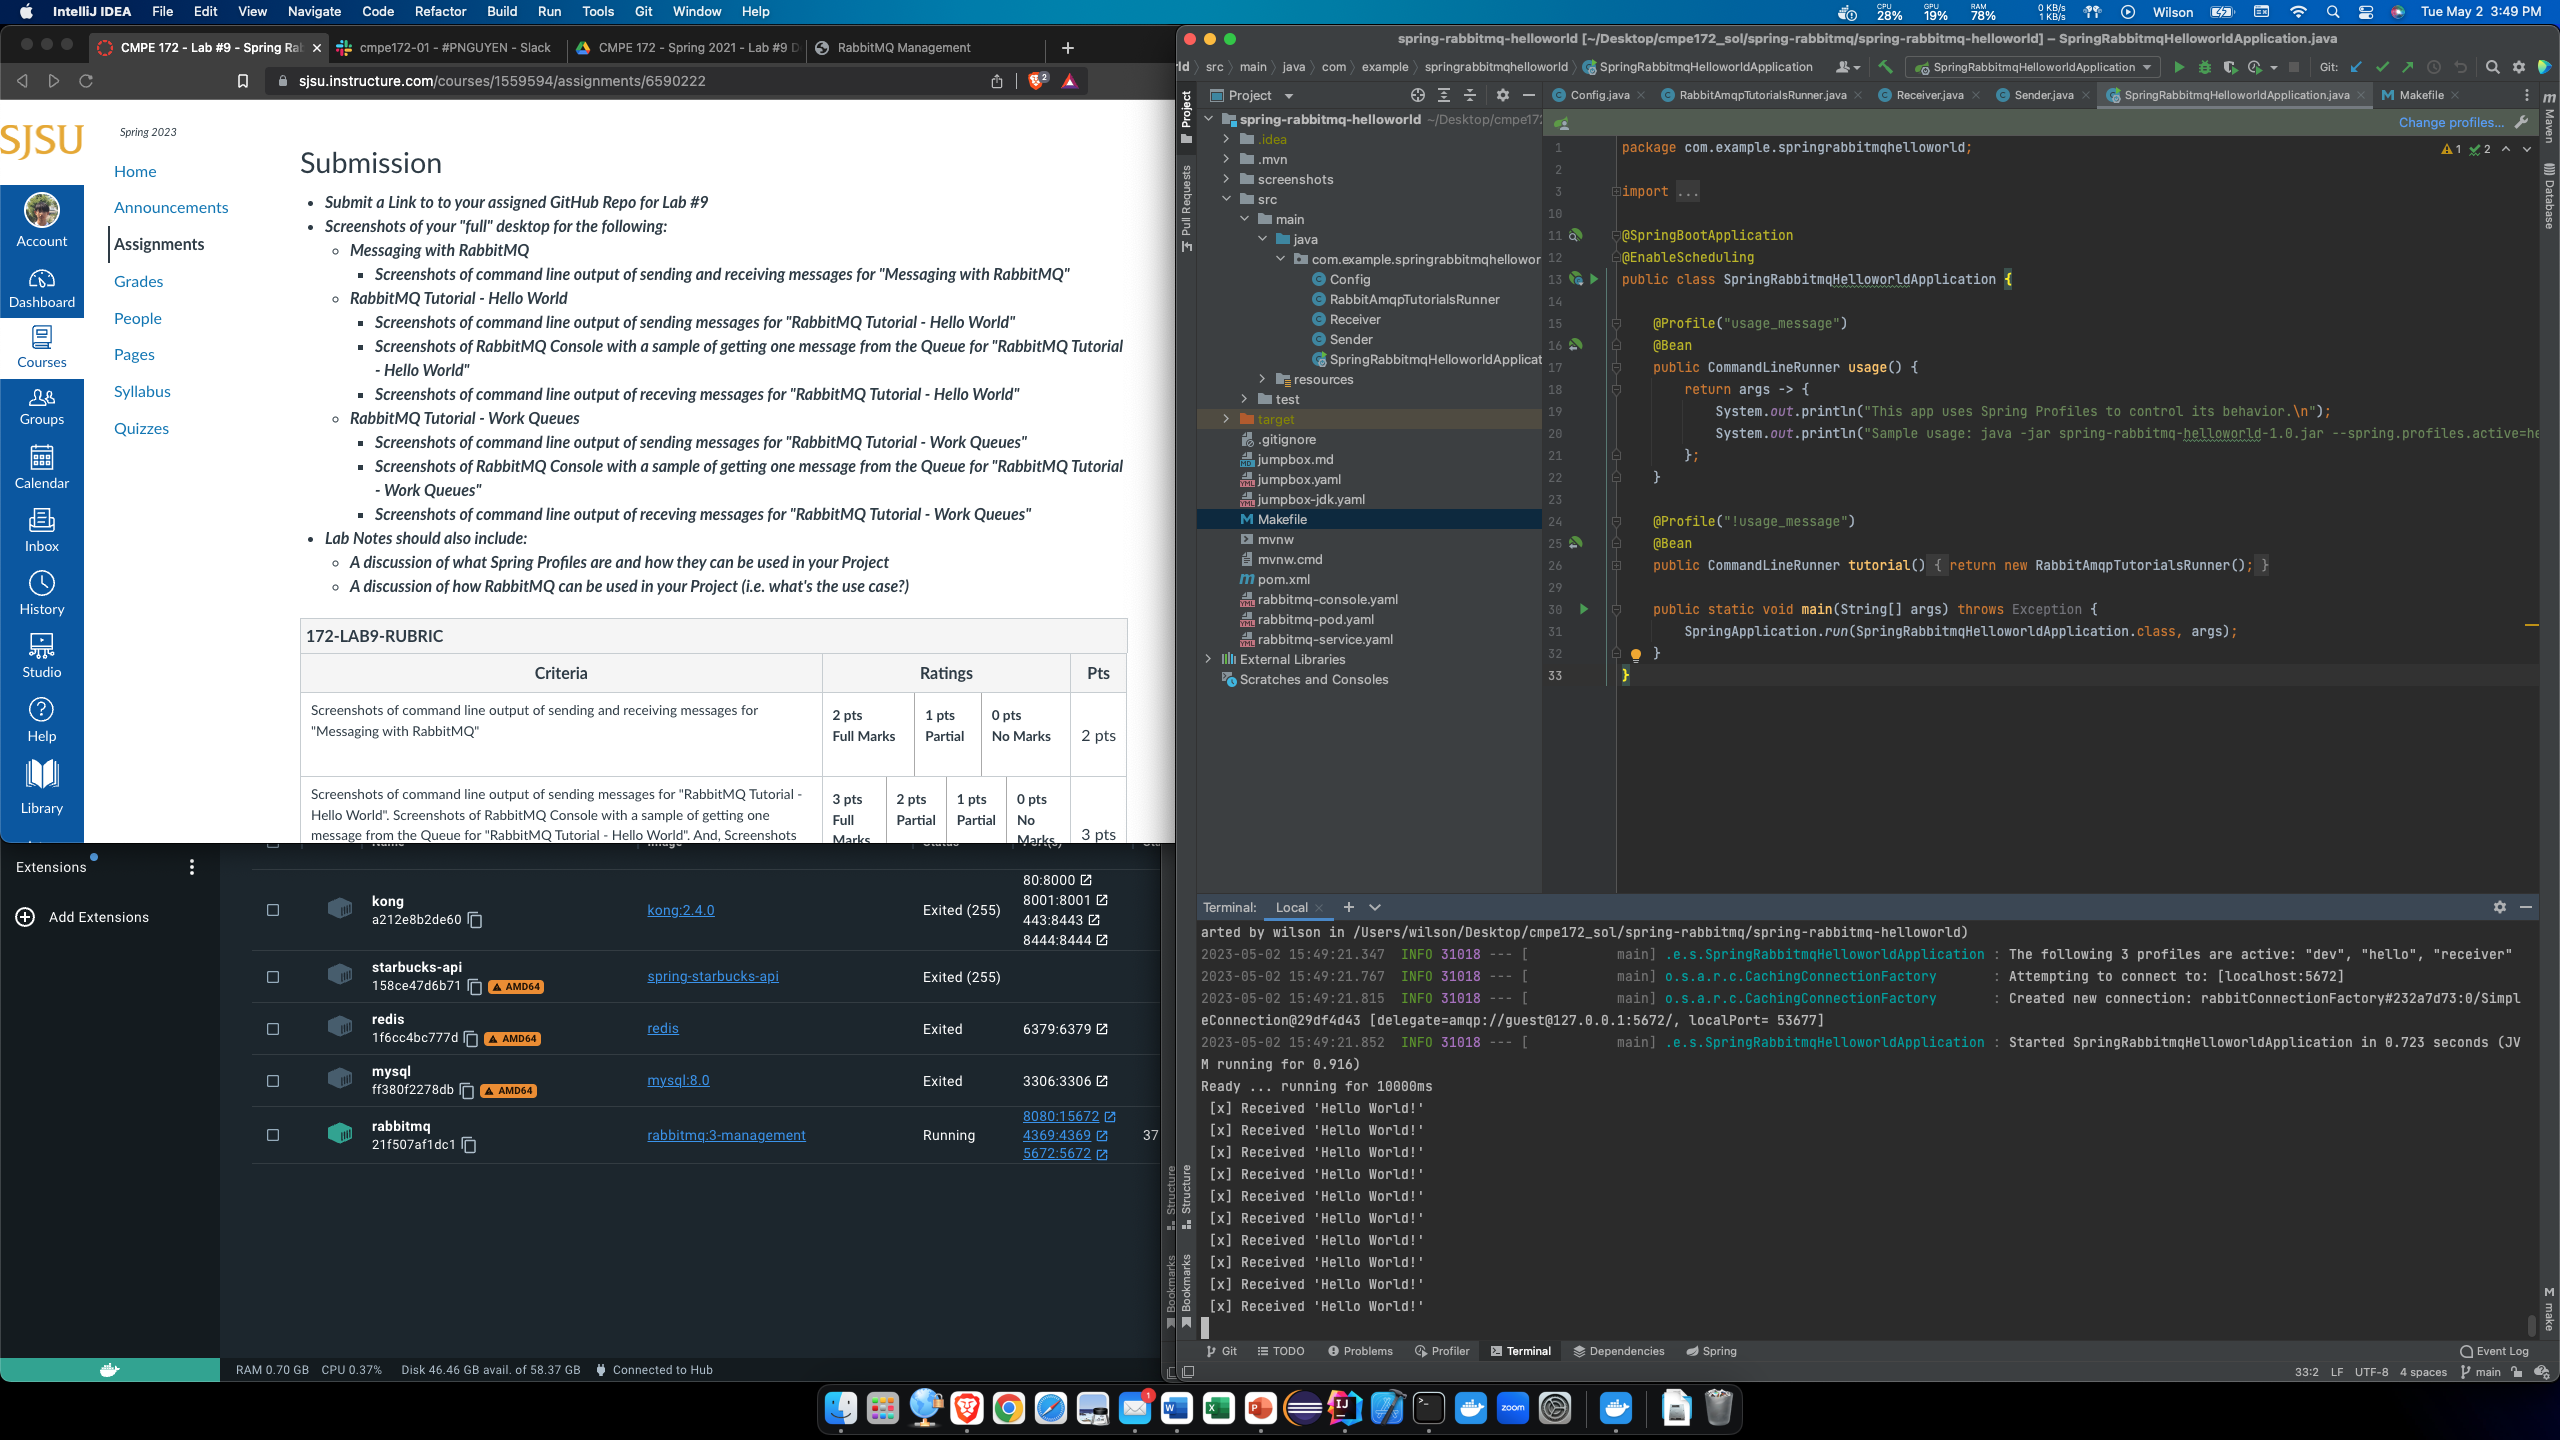 IntelliJ IDEA File Edit View Navigate Code Refactor Build Run Tools Git Window Help
CPU 28% GPU 19% RAM 78% 0 KB/s 1 KB/s Wilson Tue May 2 3:49 PM
CMPE 172 - Lab #9 - Spring Ra
cmpe172-01 - #PNGUYEN - Slack
CMPE 172 - Spring 2021 - Lab #9 D
RabbitMQ Management
sjsu.instructure.com/courses/1559594/assignments/6590222
2
SJSU
Account
Dashboard
Courses
Groups
Calendar
Inbox
History
Studio
Help
Library
Spring 2023
Home
Announcements
Assignments
Grades
People
Pages
Syllabus
Quizzes
Submission
Submit a Link to to your assigned GitHub Repo for Lab #9
Screenshots of your "full" desktop for the following:
Messaging with RabbitMQ
Screenshots of command line output of sending and receiving messages for "Messaging with RabbitMQ"
RabbitMQ Tutorial - Hello World
Screenshots of command line output of sending messages for "RabbitMQ Tutorial - Hello World"
Screenshots of RabbitMQ Console with a sample of getting one message from the Queue for "RabbitMQ Tutorial
- Hello World"
Screenshots of command line output of receving messages for "RabbitMQ Tutorial - Hello World"
RabbitMQ Tutorial - Work Queues
Screenshots of command line output of sending messages for "RabbitMQ Tutorial - Work Queues"
Screenshots of RabbitMQ Console with a sample of getting one message from the Queue for "RabbitMQ Tutorial
- Work Queues"
Screenshots of command line output of receving messages for "RabbitMQ Tutorial - Work Queues"
Lab Notes should also include:
A discussion of what Spring Profiles are and how they can be used in your Project
A discussion of how RabbitMQ can be used in your Project (i.e. what's the use case?)
172-LAB9-RUBRIC
Criteria Ratings Pts
Screenshots of command line output of sending and receiving messages for
"Messaging with RabbitMQ"
2 pts
Full Marks
1 pts
Partial
0 pts
No Marks
2 pts
Screenshots of command line output of sending messages for "RabbitMQ Tutorial -
Hello World". Screenshots of RabbitMQ Console with a sample of getting one
message from the Queue for "RabbitMQ Tutorial - Hello World". And, Screenshots
3 pts
Full
Marks
2 pts
Partial
1 pts
Partial
0 pts
No
Marks
3 pts
Extensions
Add Extensions
kong
a212e8b2de60
kong:2.4.0
Exited (255)
80:8000
8001:8001
443:8443
8444:8444
starbucks-api
158ce47d6b71 AMD64
spring-starbucks-api
Exited (255)
redis
1f6cc4bc777d AMD64
redis
Exited
6379:6379
mysql
ff380f2278db AMD64
mysql:8.0
Exited
3306:3306
rabbitmq
21f507af1dc1
rabbitmq:3-management
Running
8080:15672
4369:4369
5672:5672
37
RAM 0.70 GB CPU 0.37% Disk 46.46 GB avail. of 58.37 GB Connected to Hub
spring-rabbitmq-helloworld [~/Desktop/cmpe172_sol/spring-rabbitmq/spring-rabbitmq-helloworld] – SpringRabbitmqHelloworldApplication.java
ld src main java com example springrabbitmqhelloworld SpringRabbitmqHelloworldApplication
SpringRabbitmqHelloworldApplication Git:
Project
Config.java RabbitAmqpTutorialsRunner.java Receiver.java Sender.java SpringRabbitmqHelloworldApplication.java Makefile
Project
Pull Requests
Structure
Bookmarks
Structure
Bookmarks
spring-rabbitmq-helloworld ~/Desktop/cmpe172
.idea
.mvn
screenshots
src
main
java
com.example.springrabbitmqhellowor
Config
RabbitAmqpTutorialsRunner
Receiver
Sender
SpringRabbitmqHelloworldApplicat
resources
test
target
.gitignore
jumpbox.md
jumpbox.yaml
jumpbox-jdk.yaml
Makefile
mvnw
mvnw.cmd
pom.xml
rabbitmq-console.yaml
rabbitmq-pod.yaml
rabbitmq-service.yaml
External Libraries
Scratches and Consoles
Change profiles...
1 2
1 package com.example.springrabbitmqhelloworld;
2
3 import ...
10
11 @SpringBootApplication
12 @EnableScheduling
13 public class SpringRabbitmqHelloworldApplication {
14
15 @Profile("usage_message")
16 @Bean
17 public CommandLineRunner usage() {
18 return args -> {
19 System.out.println("This app uses Spring Profiles to control its behavior.\n");
20 System.out.println("Sample usage: java -jar spring-rabbitmq-helloworld-1.0.jar --spring.profiles.active=he
21 };
22 }
23
24 @Profile("!usage_message")
25 @Bean
26 public CommandLineRunner tutorial() { return new RabbitAmqpTutorialsRunner(); }
29
30 public static void main(String[] args) throws Exception {
31 SpringApplication.run(SpringRabbitmqHelloworldApplication.class, args);
32 }
33 }
Maven
Database
make
Terminal: Local
arted by wilson in /Users/wilson/Desktop/cmpe172_sol/spring-rabbitmq/spring-rabbitmq-helloworld)
2023-05-02 15:49:21.347 INFO 31018 --- [ main] .e.s.SpringRabbitmqHelloworldApplication : The following 3 profiles are active: "dev", "hello", "receiver"
2023-05-02 15:49:21.767 INFO 31018 --- [ main] o.s.a.r.c.CachingConnectionFactory : Attempting to connect to: [localhost:5672]
2023-05-02 15:49:21.815 INFO 31018 --- [ main] o.s.a.r.c.CachingConnectionFactory : Created new connection: rabbitConnectionFactory#232a7d73:0/Simpl
eConnection@29df4d43 [delegate=amqp://guest@127.0.0.1:5672/, localPort= 53677]
2023-05-02 15:49:21.852 INFO 31018 --- [ main] .e.s.SpringRabbitmqHelloworldApplication : Started SpringRabbitmqHelloworldApplication in 0.723 seconds (JV
M running for 0.916)
Ready ... running for 10000ms
[x] Received 'Hello World!'
[x] Received 'Hello World!'
[x] Received 'Hello World!'
[x] Received 'Hello World!'
[x] Received 'Hello World!'
[x] Received 'Hello World!'
[x] Received 'Hello World!'
[x] Received 'Hello World!'
[x] Received 'Hello World!'
[x] Received 'Hello World!'
Git TODO Problems Profiler Terminal Dependencies Spring Event Log
33:2 LF UTF-8 4 spaces main
1
zoom